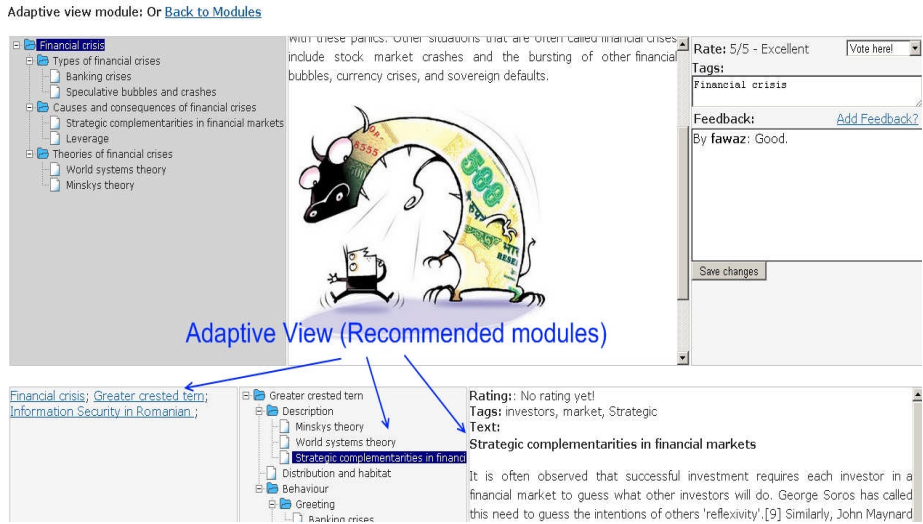 Adaptive view module: Or Back to Modules
Financial crisis
Types of financial crises
Banking crises
Speculative bubbles and crashes
Causes and consequences of financial crises
Strategic complementarities in financial markets
Leverage
Theories of financial crises
World systems theory
Minskys theory
with these panics. Other situations that are often called financial crises
include stock market crashes and the bursting of other financial
bubbles, currency crises, and sovereign defaults.
8555
500
RESE
Rate: 5/5 - Excellent
Vote here!
Tags:
Financial crisis
Feedback:
Add Feedback?
By fawaz: Good.
Save changes
Adaptive View (Recommended modules)
Financial crisis; Greater crested tern;
Information Security in Romanian ;
Greater crested tern
Description
Minskys theory
World systems theory
Strategic complementarities in financi
Distribution and habitat
Behaviour
Greeting
Banking crises
Rating:: No rating yet!
Tags: investors, market, Strategic
Text:
Strategic complementarities in financial markets
It is often observed that successful investment requires each investor in a
financial market to guess what other investors will do. George Soros has called
this need to guess the intentions of others 'reflexivity'.[9] Similarly, John Maynard